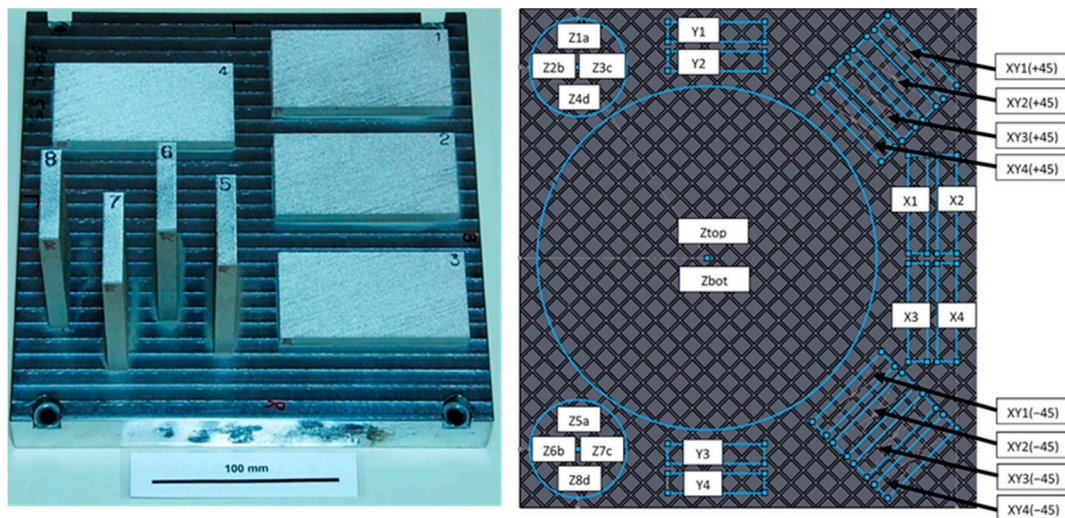 1
4
2
8
6
5
7
3
100 mm
Z1a
Z2b
Z3c
Z4d
Y1
Y2
XY1(+45)
XY2(+45)
XY3(+45)
XY4(+45)
X1
X2
Ztop
Zbot
X3
X4
Z5a
Z6b
Z7c
Z8d
Y3
Y4
XY1(−45)
XY2(−45)
XY3(−45)
XY4(−45)